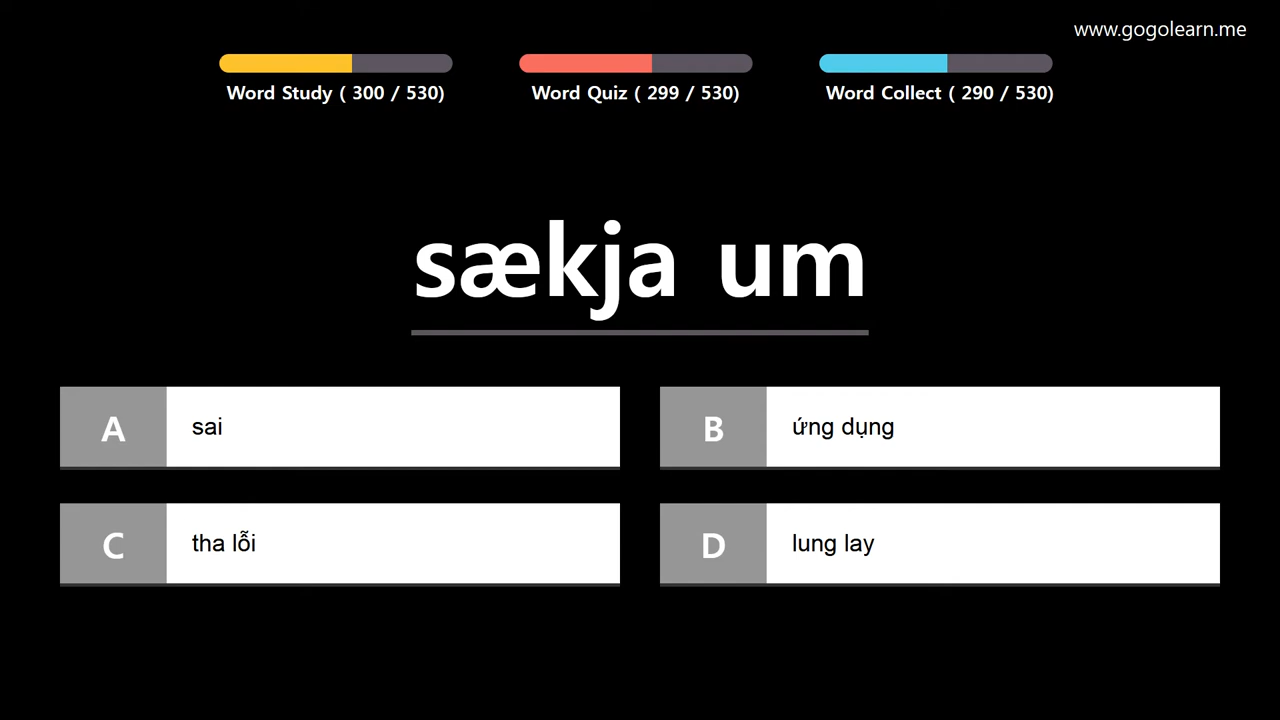 www.gogolearn.me
Word Study ( 300 / 530)
Word Quiz ( 299 / 530)
Word Collect ( 290 / 530)
sækja um
A
sai
B
ứng dụng
C
tha lỗi
D
lung lay